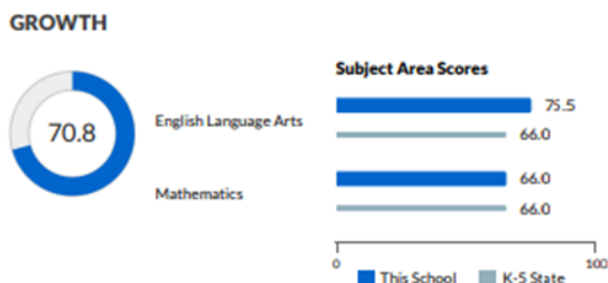 GROWTH
70.8
Subject Area Scores
English Language Arts
75.5
66.0
Mathematics
66.0
66.0
0 100
This School K-5 State